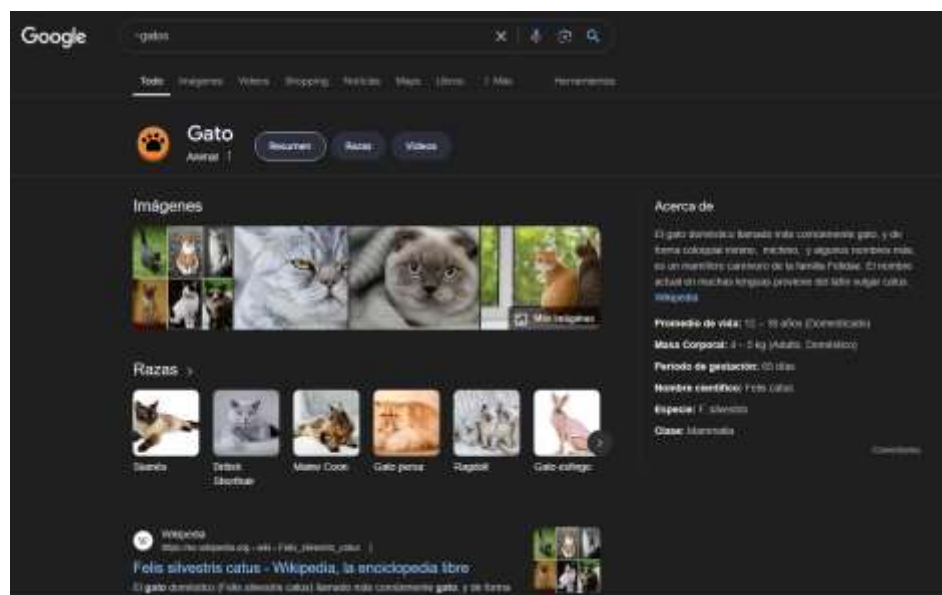 Google
~gatos
Todo Imágenes Videos Shopping Noticias Maps Libros Más Herramientas
Gato
Animal
Resumen Razas Videos
Imágenes
Más imágenes
Razas
Siamés
British Shorthair
Maine Coon
Gato persa
Ragdoll
Gato esfinge
Wikipedia
Felis silvestris catus - Wikipedia, la enciclopedia libre
El gato doméstico (Felis silvestris catus) llamado más comúnmente gato, y de forma
Acerca de
El gato doméstico llamado más comúnmente gato, y de
forma coloquial minino, michino, y algunos nombres más,
es un mamífero carnívoro de la familia Felidae. El nombre
actual en muchas lenguas proviene del latín vulgar catus.
Wikipedia
Promedio de vida: 12 – años (Domesticado)
Masa Corporal: 4 – 5 kg (Adulto, Doméstico)
Período de gestación: días
Nombre científico: Felis catus
Especie: F. silvestris
Clase: Mammalia
Comentarios